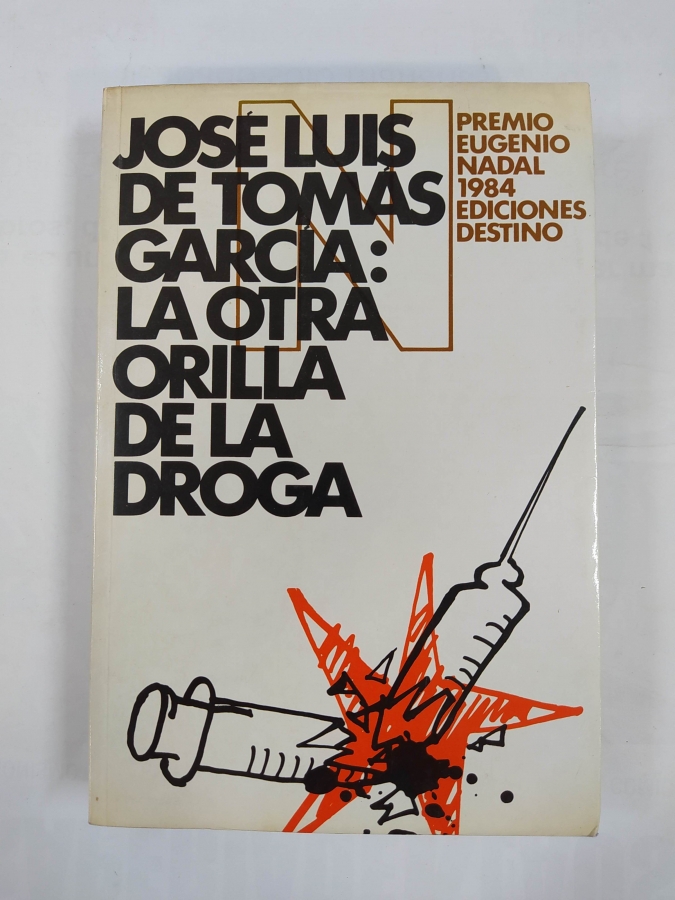 JOSÉ LUIS
DE TOMÁS
GARCÍA:
LA OTRA
ORILLA
DE LA
DROGA
N
PREMIO
EUGENIO
NADAL
1984
EDICIONES
DESTINO